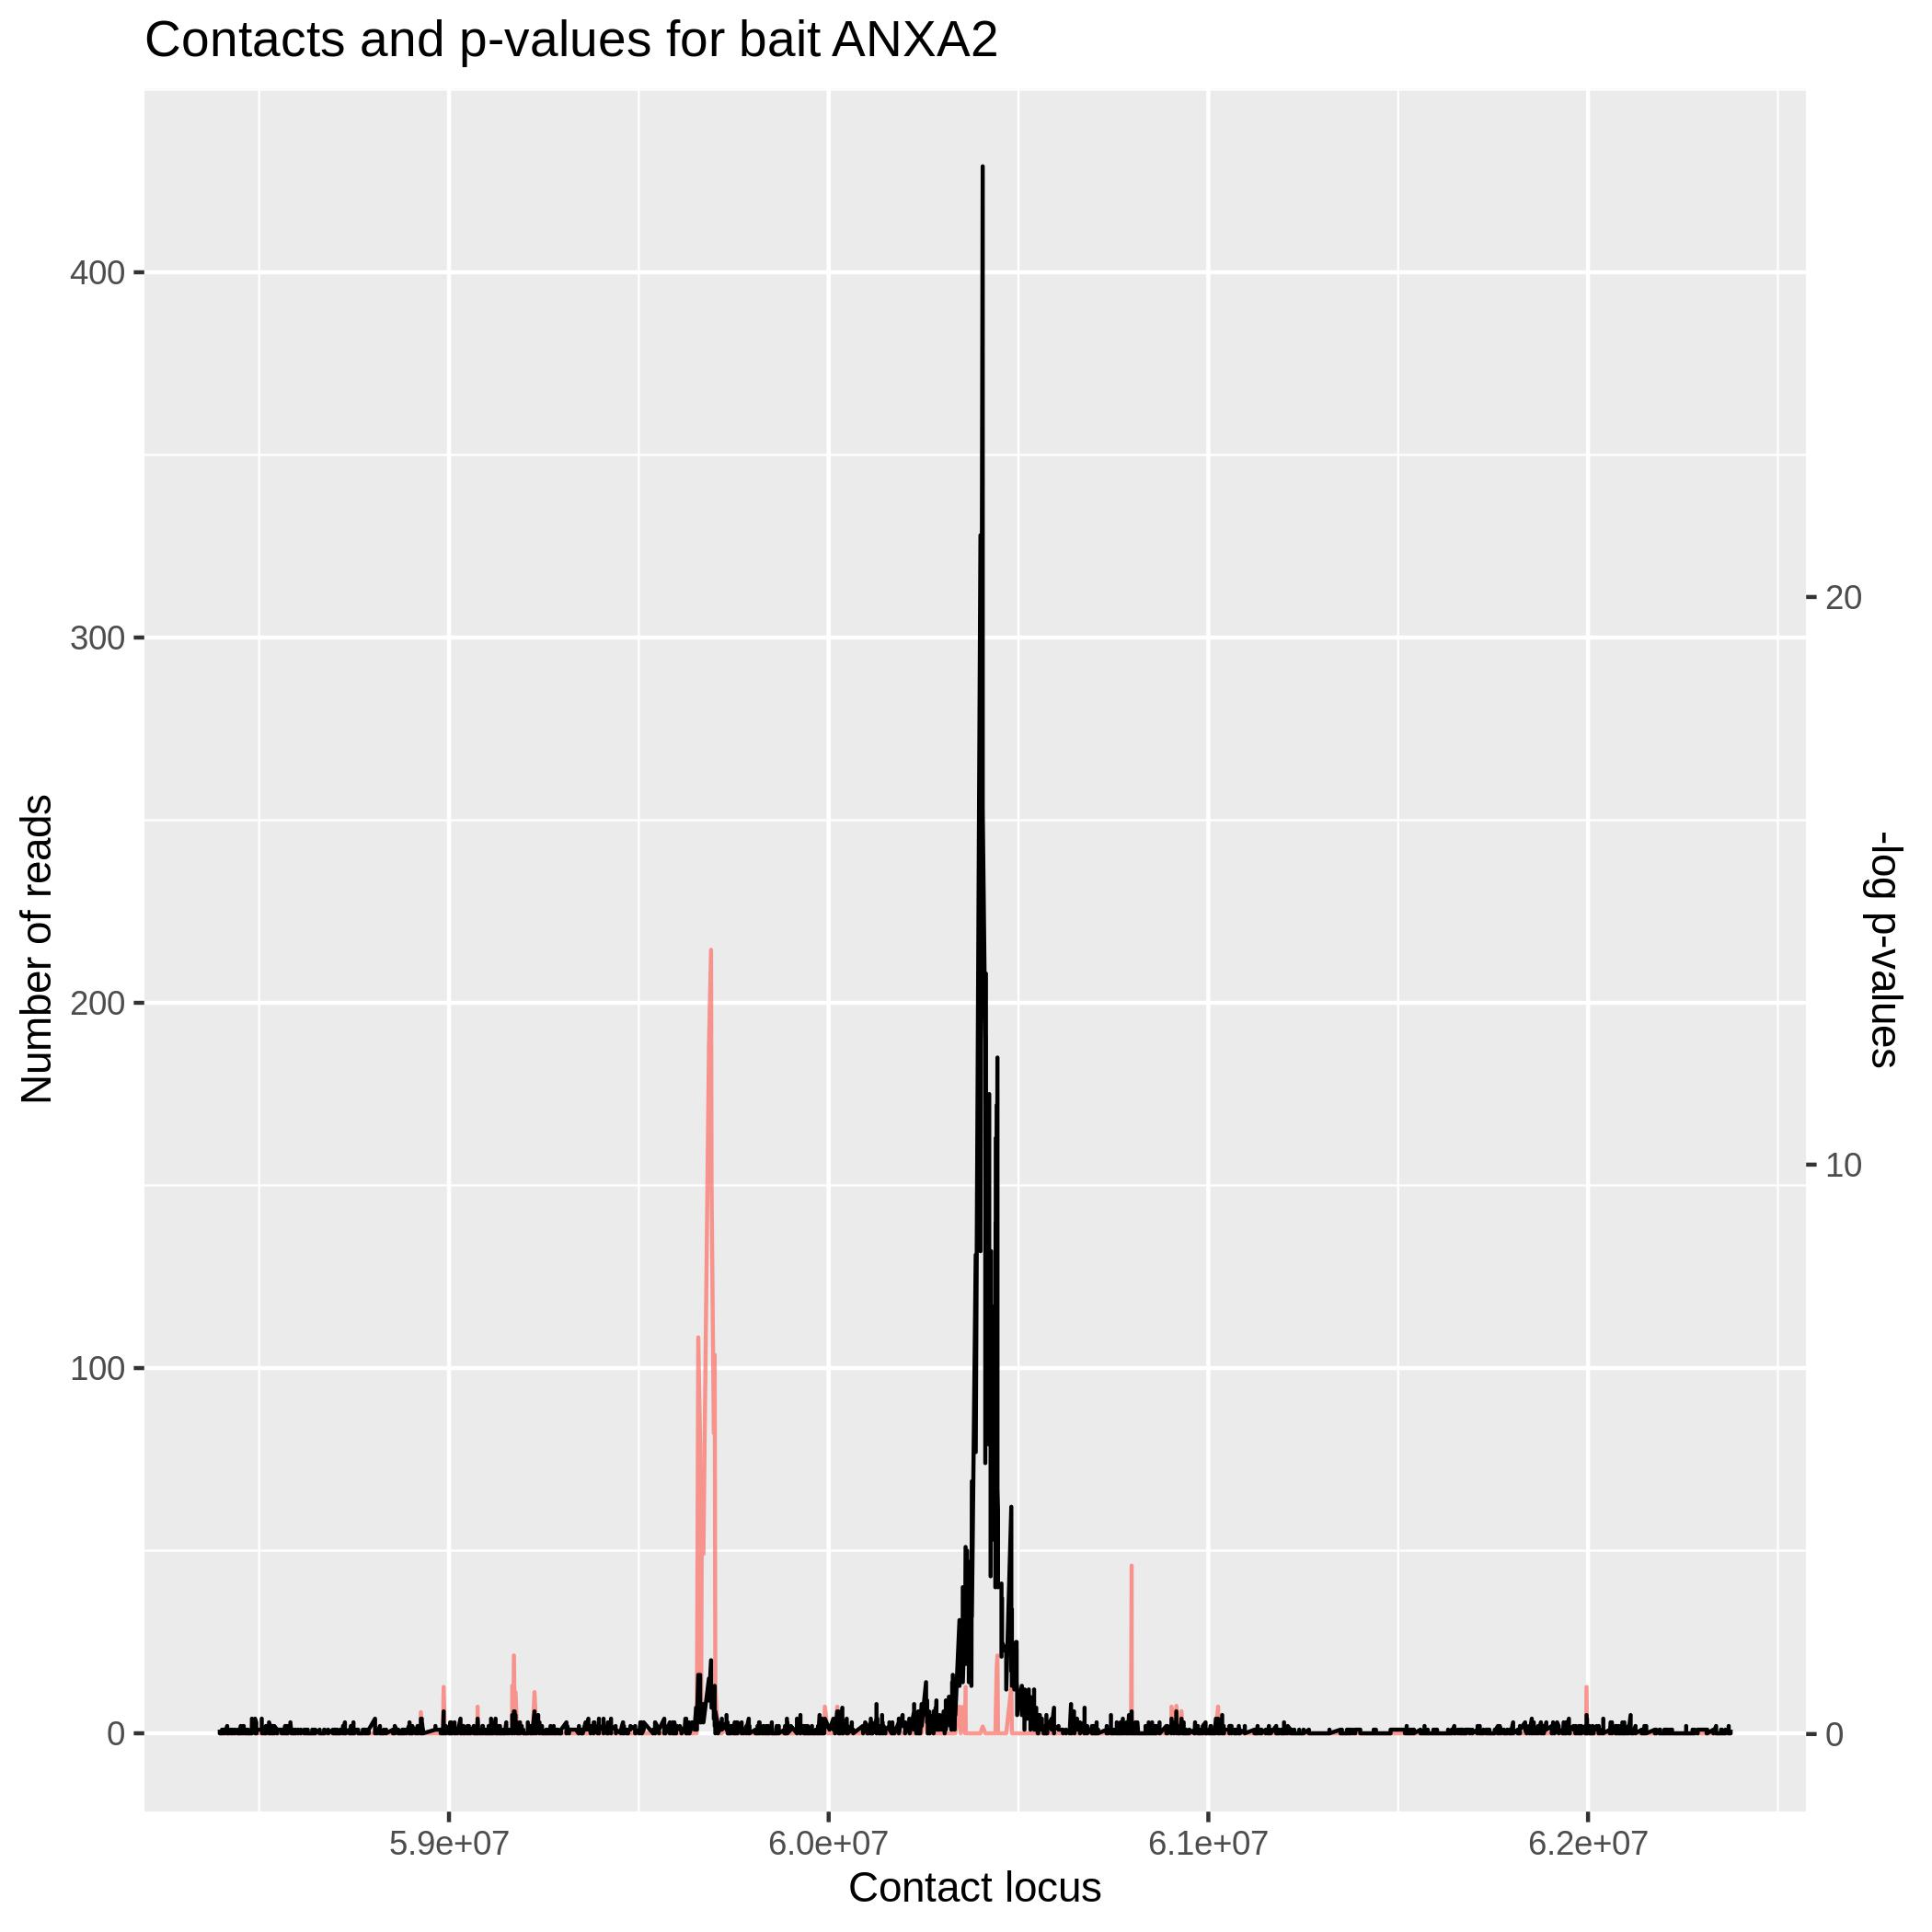 Contacts and p-values for bait ANXA2
Number of reads
400
300
200
100
0
20
10
0
-log p-values
5.9e+07
6.0e+07
6.1e+07
6.2e+07
Contact locus